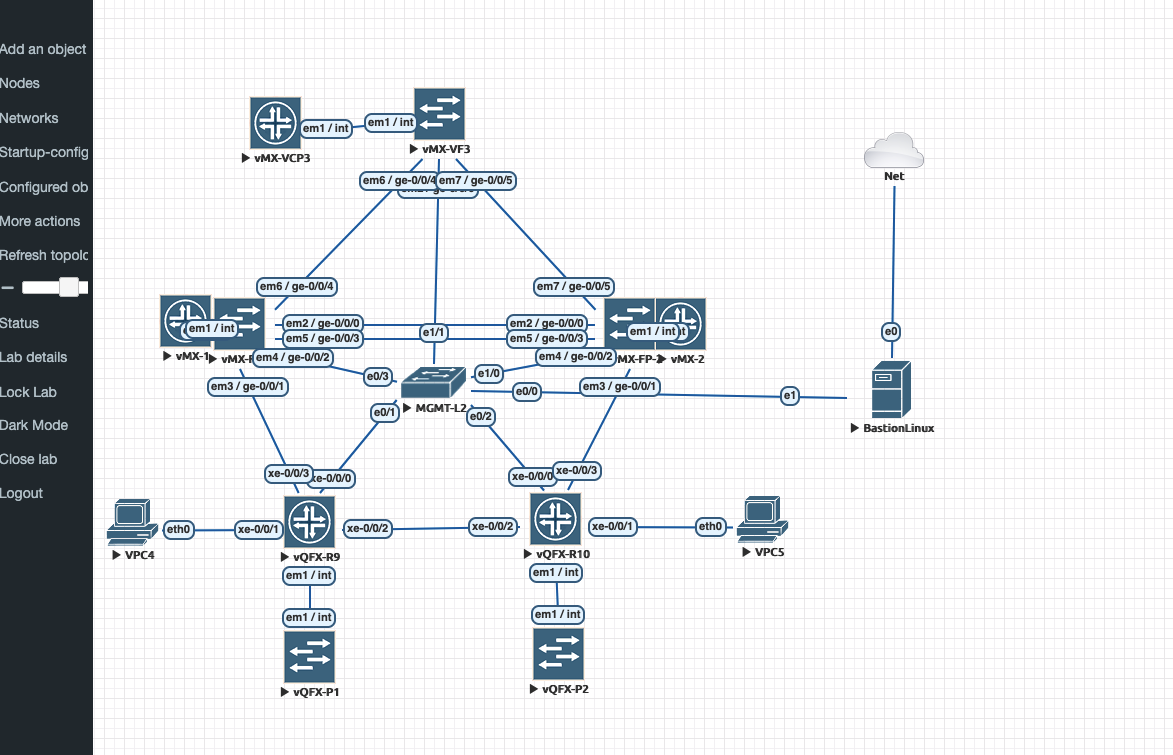 Add an object
Nodes
Networks
Startup-config
Configured ob
More actions
Refresh topolo
Status
Lab details
Lock Lab
Dark Mode
Close lab
Logout
em1 / int
em1 / int
vMX-VCP3
vMX-VF3
em6 / ge-0/0/4
em7 / ge-0/0/5
Net
em6 / ge-0/0/4
em7 / ge-0/0/5
em1 / int
em2 / ge-0/0/0
em2 / ge-0/0/0
em1 / int
e1/1
e0
em5 / ge-0/0/3
em5 / ge-0/0/3
vMX-1
em4 / ge-0/0/2
em4 / ge-0/0/2
MX-FP-2
vMX-2
e0/3
e1/0
em3 / ge-0/0/1
em3 / ge-0/0/1
e0/0
e1
MGMT-L2
e0/1
e0/2
BastionLinux
xe-0/0/3
xe-0/0/0
xe-0/0/0
xe-0/0/3
eth0
xe-0/0/1
xe-0/0/2
xe-0/0/2
xe-0/0/1
eth0
VPC4
vQFX-R9
vQFX-R10
VPC5
em1 / int
em1 / int
em1 / int
em1 / int
vQFX-P1
vQFX-P2